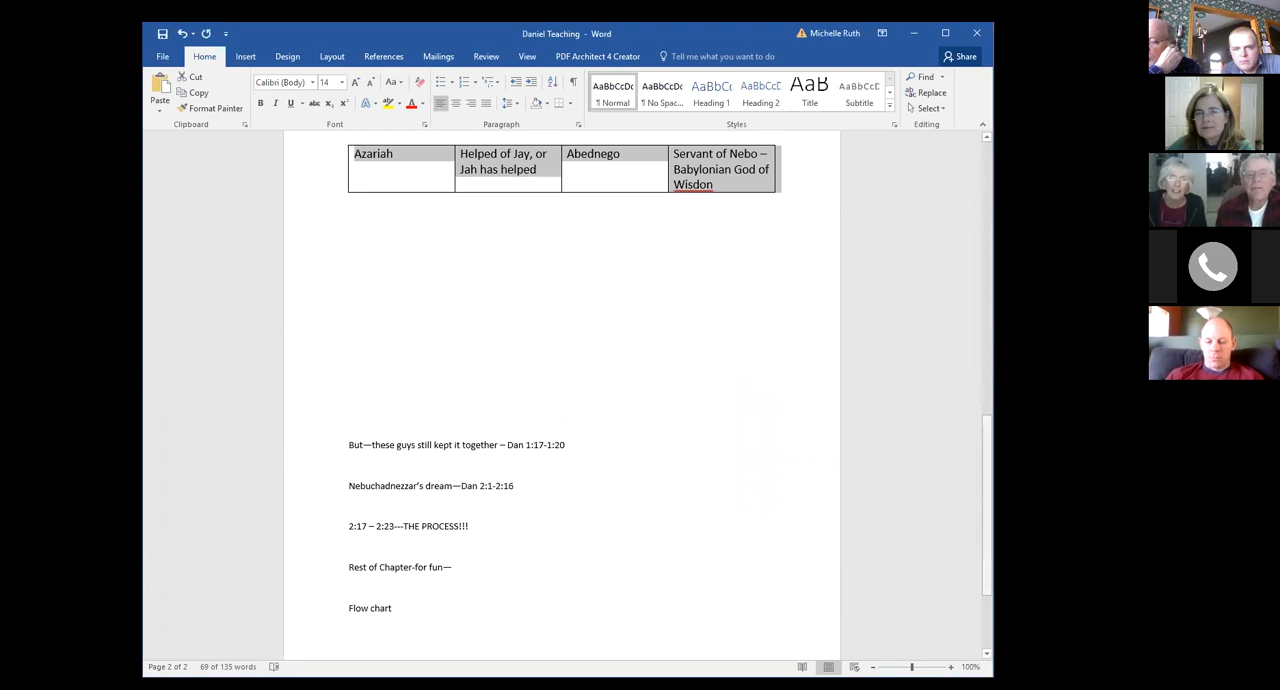 Daniel Teaching - Word
Michelle Ruth
File Home Insert Design Layout References Mailings Review View PDF Architect 4 Creator Tell me what you want to do Share
Paste
Cut
Copy
Format Painter
Clipboard
Calibri (Body) 14
Font
Paragraph
AaBbCcDc AaBbCcDc AaBbCc AaBbCcD AaB AaBbCcD
¶ Normal ¶ No Spac... Heading 1 Heading 2 Title Subtitle
Styles
Find
Replace
Select
Editing
Azariah
Helped of Jay, or
Jah has helped
Abednego
Servant of Nebo –
Babylonian God of
Wisdon
But—these guys still kept it together – Dan 1:17-1:20
Nebuchadnezzar's dream—Dan 2:1-2:16
2:17 – 2:23---THE PROCESS!!!
Rest of Chapter-for fun—
Flow chart
Page 2 of 2 69 of 135 words 100%